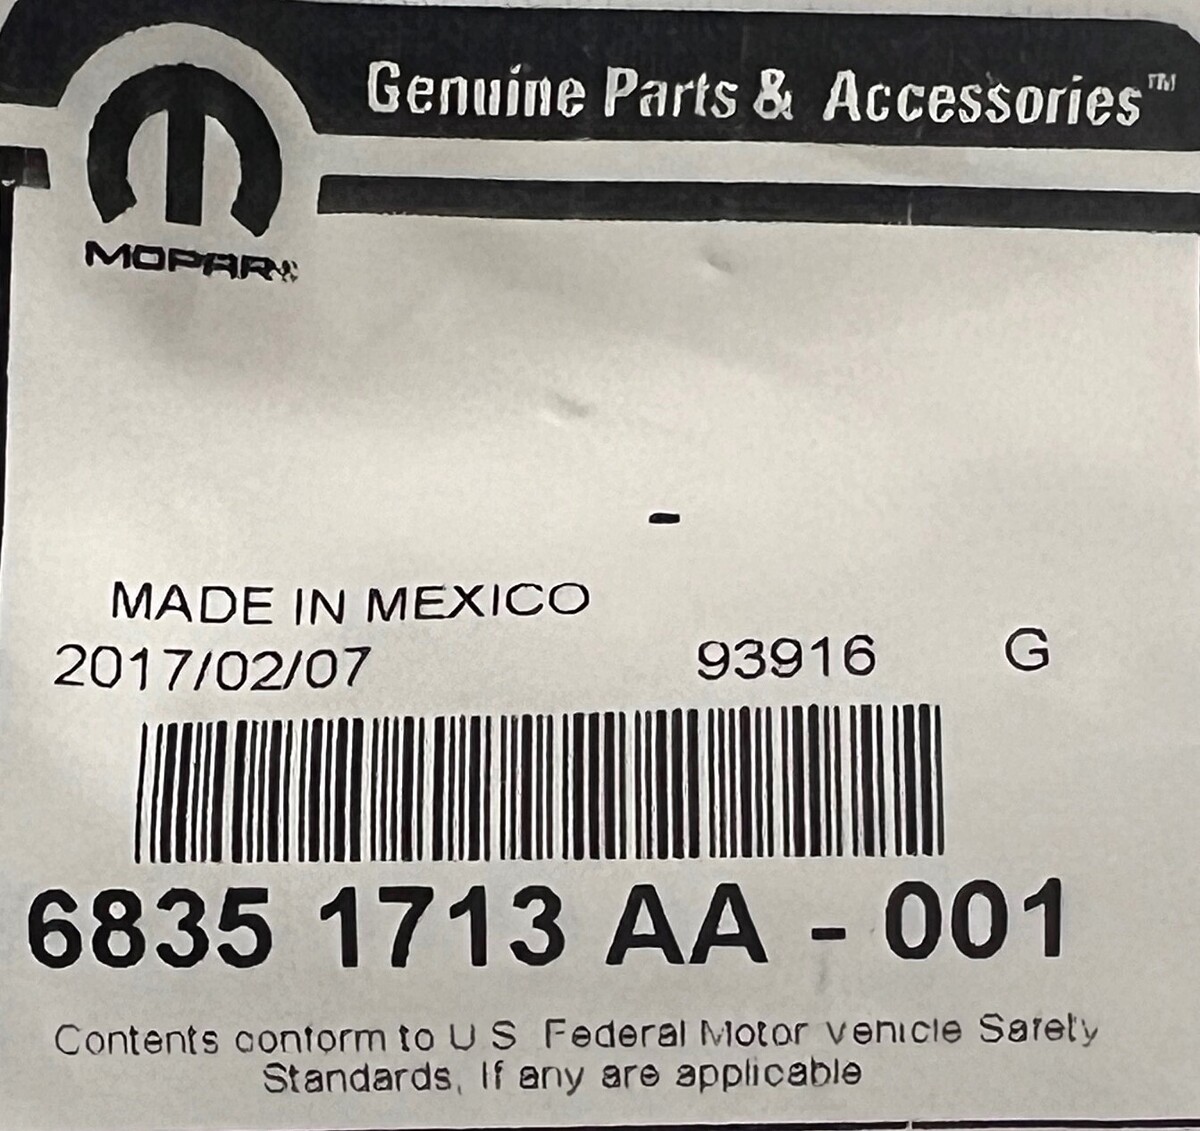 Genuine Parts & Accessories™
MOPAR
-
MADE IN MEXICO
2017/02/07 93916 G
6835 1713 AA - 001
Contents conform to U S Federal Motor Vehicle Safety
Standards, If any are applicable